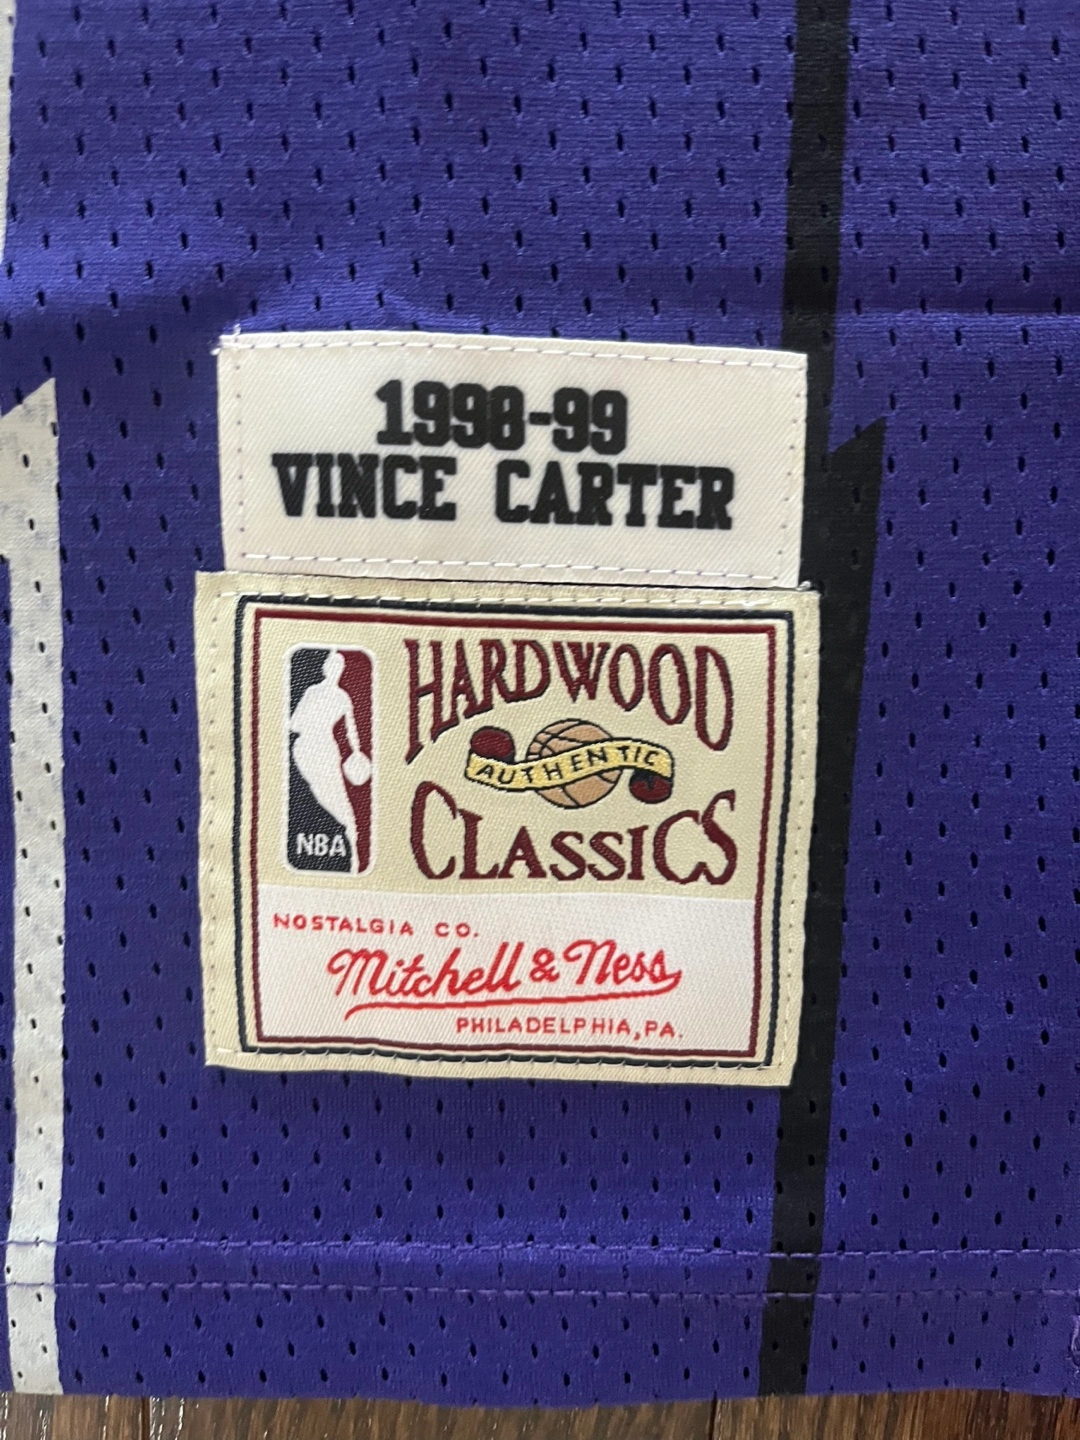 1998-99
VINCE CARTER
HARDWOOD
AUTHENTIC
CLASSICS
NBA
NOSTALGIA CO.
Mitchell & Ness
PHILADELPHIA, PA.